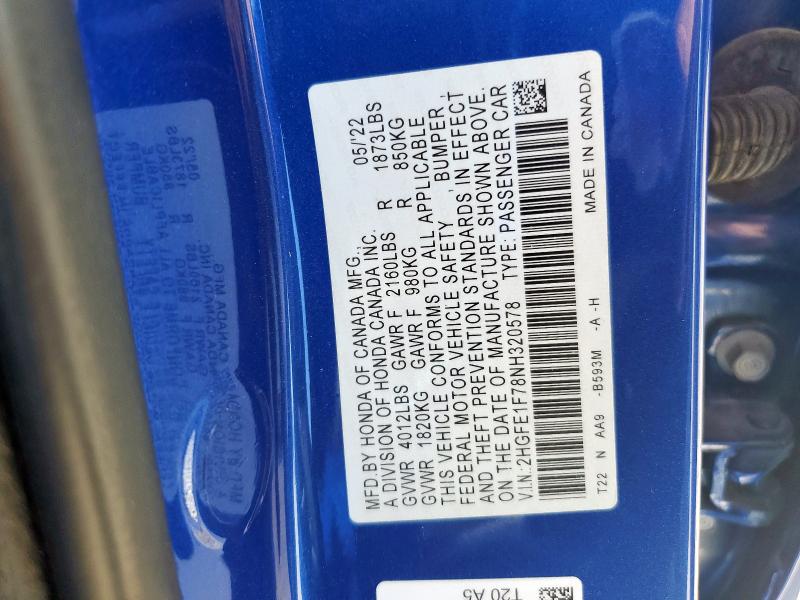 MFD.BY HONDA OF CANADA MFG., 05/'22
A DIVISION OF HONDA CANADA INC.
GVWR 4012LBS GAWR F 2160LBS R 1873LBS
GVWR 1820KG GAWR F 980KG R 850KG
THIS VEHICLE CONFORMS TO ALL APPLICABLE
FEDERAL MOTOR VEHICLE SAFETY , BUMPER ,
AND THEFT PREVENTION STANDARDS IN EFFECT
ON THE DATE OF MANUFACTURE SHOWN ABOVE.
V.I.N.:2HGFE1F78NH320578 TYPE: PASSENGER CAR
T22 N AA9 -B593M -A -H MADE IN CANADA
T20 A5